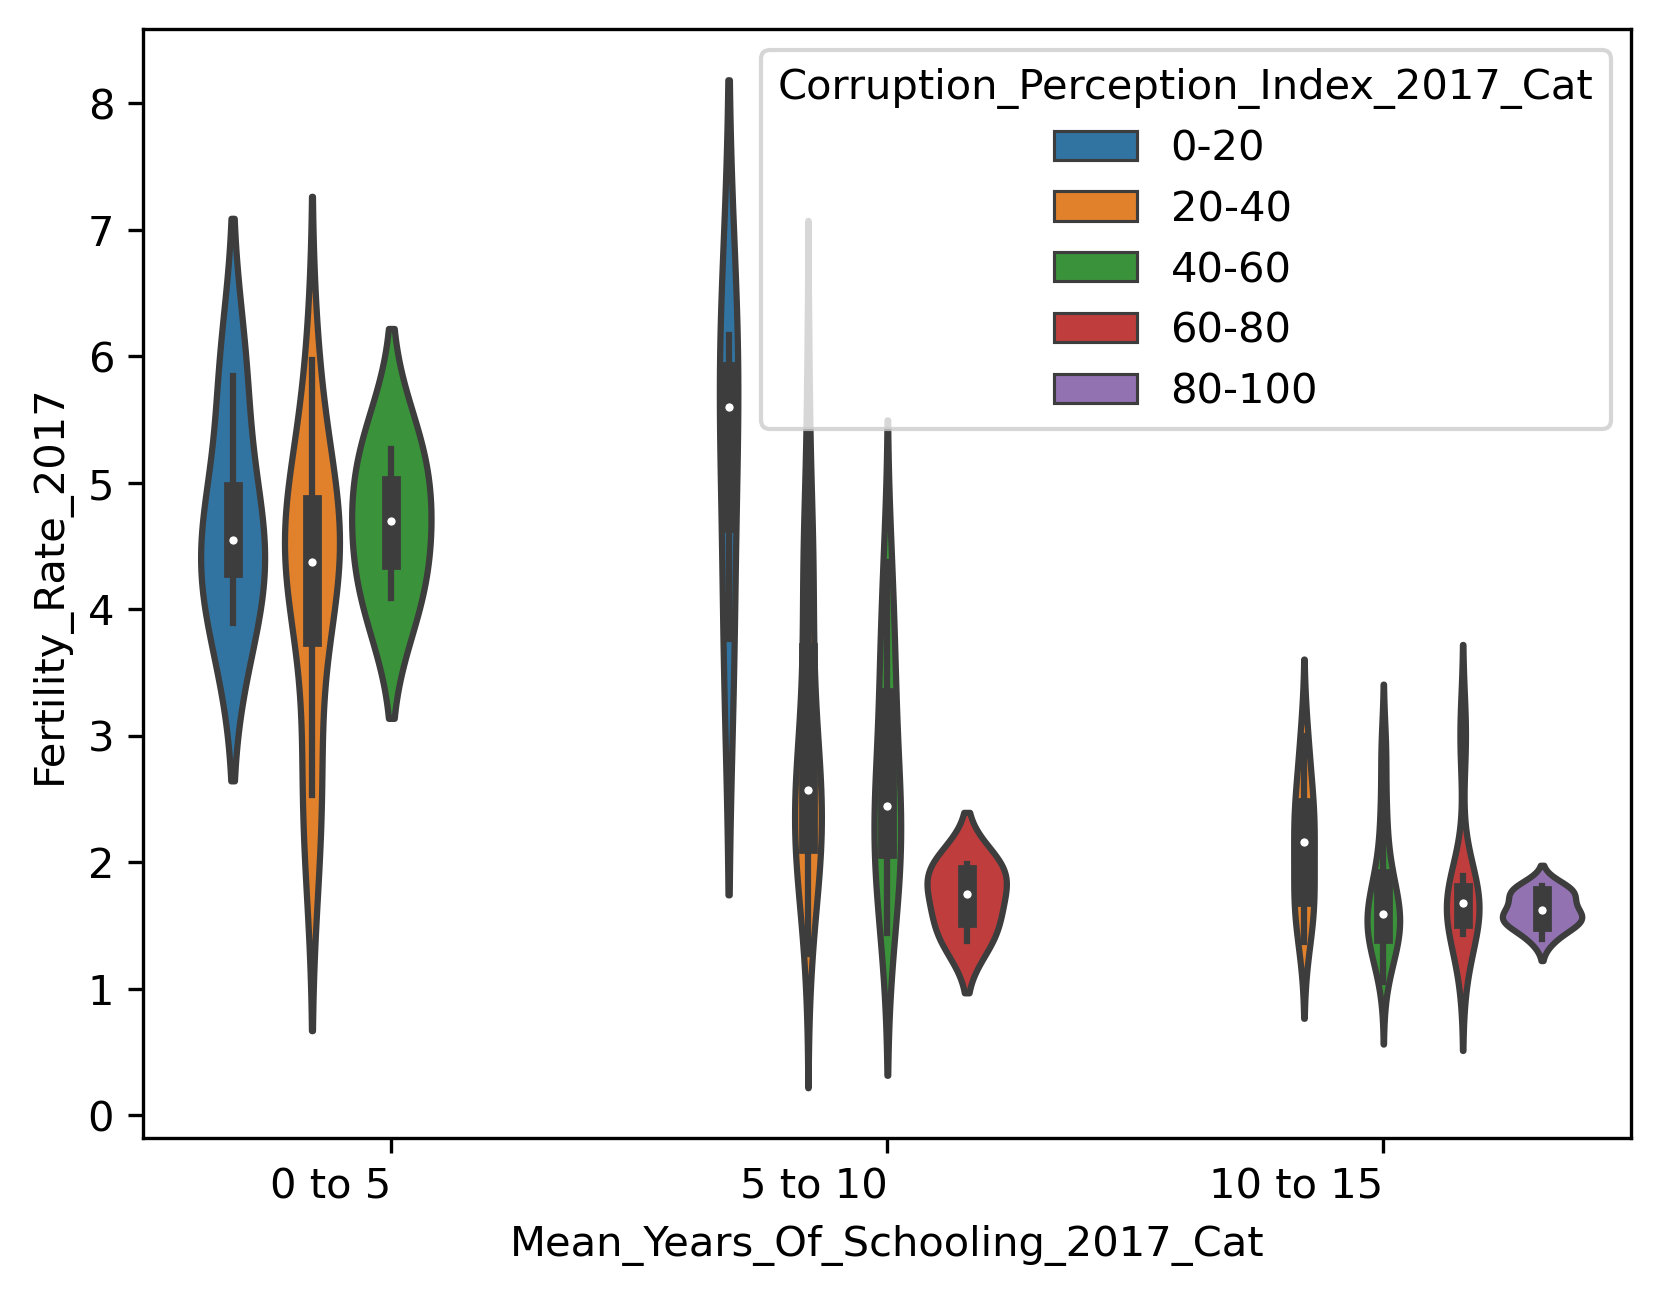 Corruption_Perception_Index_2017_Cat
0-20
20-40
40-60
60-80
80-100
8
7
6
5
4
3
2
1
0
Fertility_Rate_2017
0 to 5
5 to 10
10 to 15
Mean_Years_Of_Schooling_2017_Cat